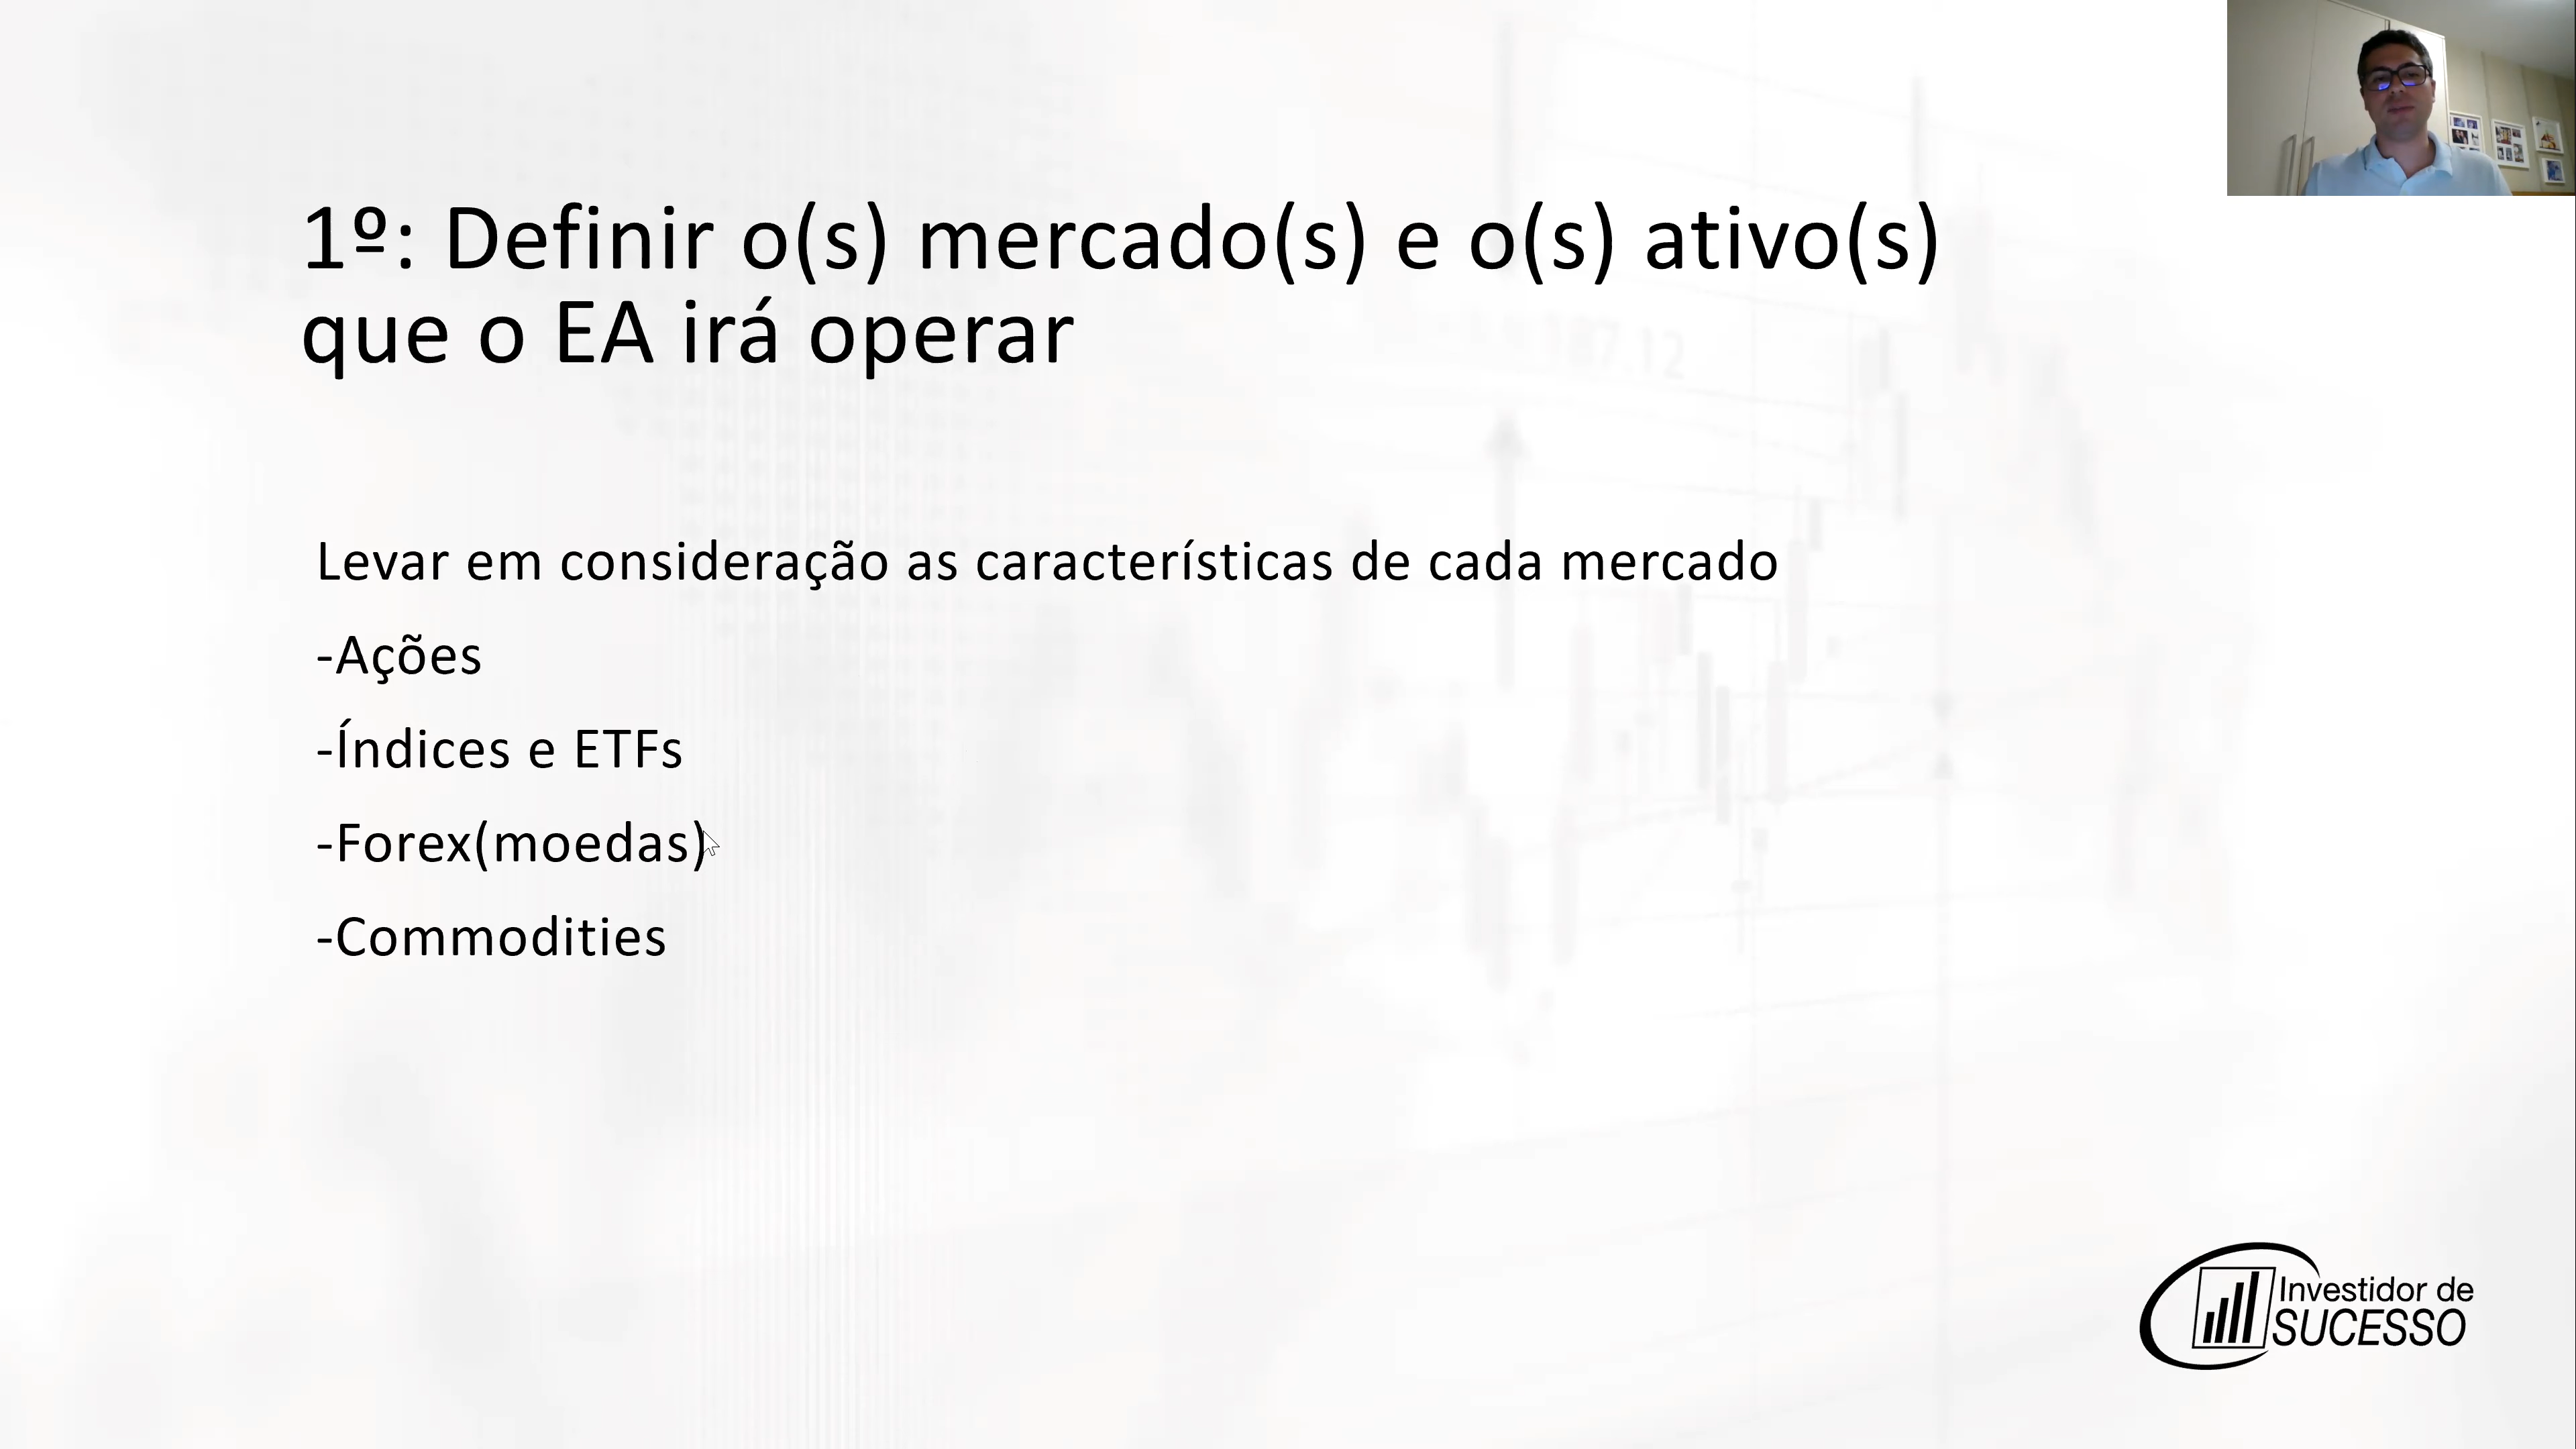 1º: Definir o(s) mercado(s) e o(s) ativo(s)
que o EA irá operar
Levar em consideração as características de cada mercado
-Ações
-Índices e ETFs
-Forex(moedas)
-Commodities
Investidor de
SUCESSO